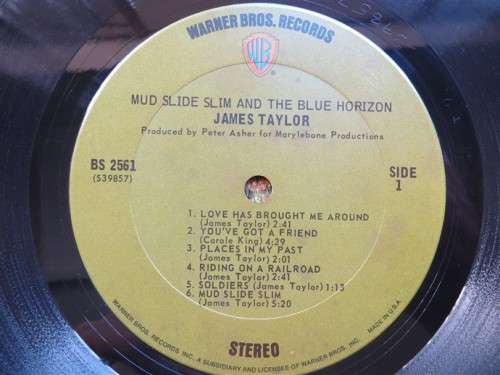 WARNER BROS. RECORDS
MUD SLIDE SLIM AND THE BLUE HORIZON
JAMES TAYLOR
Produced by Peter Asher for Marylebone Productions
BS 2561
(S39857)
SIDE
1
1. LOVE HAS BROUGHT ME AROUND
(James Taylor) 2:41
2. YOU'VE GOT A FRIEND
(Carole King) 4:29
3. PLACES IN MY PAST
(James Taylor) 2:01
4. RIDING ON A RAILROAD
(James Taylor) 2:41
5. SOLDIERS (James Taylor) 1:13
6. MUD SLIDE SLIM
(James Taylor) 5:20
STEREO
WARNER BROS. RECORDS INC. A SUBSIDIARY AND LICENSEE OF WARNER BROS. INC. MADE IN U.S.A.